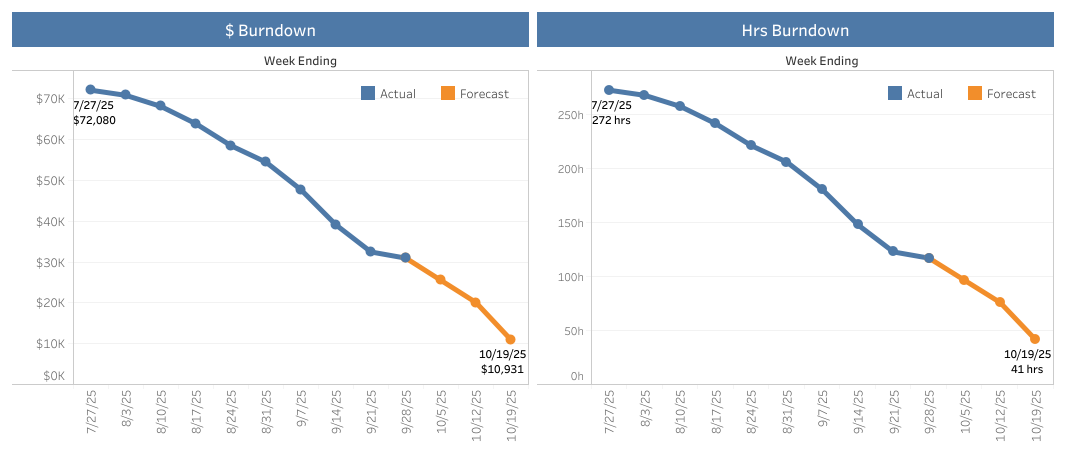 $ Burndown
Week Ending
Actual
Forecast
$70K
$60K
$50K
$40K
$30K
$20K
$10K
$0K
7/27/25
$72,080
10/19/25
$10,931
7/27/25
8/3/25
8/10/25
8/17/25
8/24/25
8/31/25
9/7/25
9/14/25
9/21/25
9/28/25
10/5/25
10/12/25
10/19/25
Hrs Burndown
Week Ending
Actual
Forecast
250h
200h
150h
100h
50h
0h
7/27/25
272 hrs
10/19/25
41 hrs
7/27/25
8/3/25
8/10/25
8/17/25
8/24/25
8/31/25
9/7/25
9/14/25
9/21/25
9/28/25
10/5/25
10/12/25
10/19/25